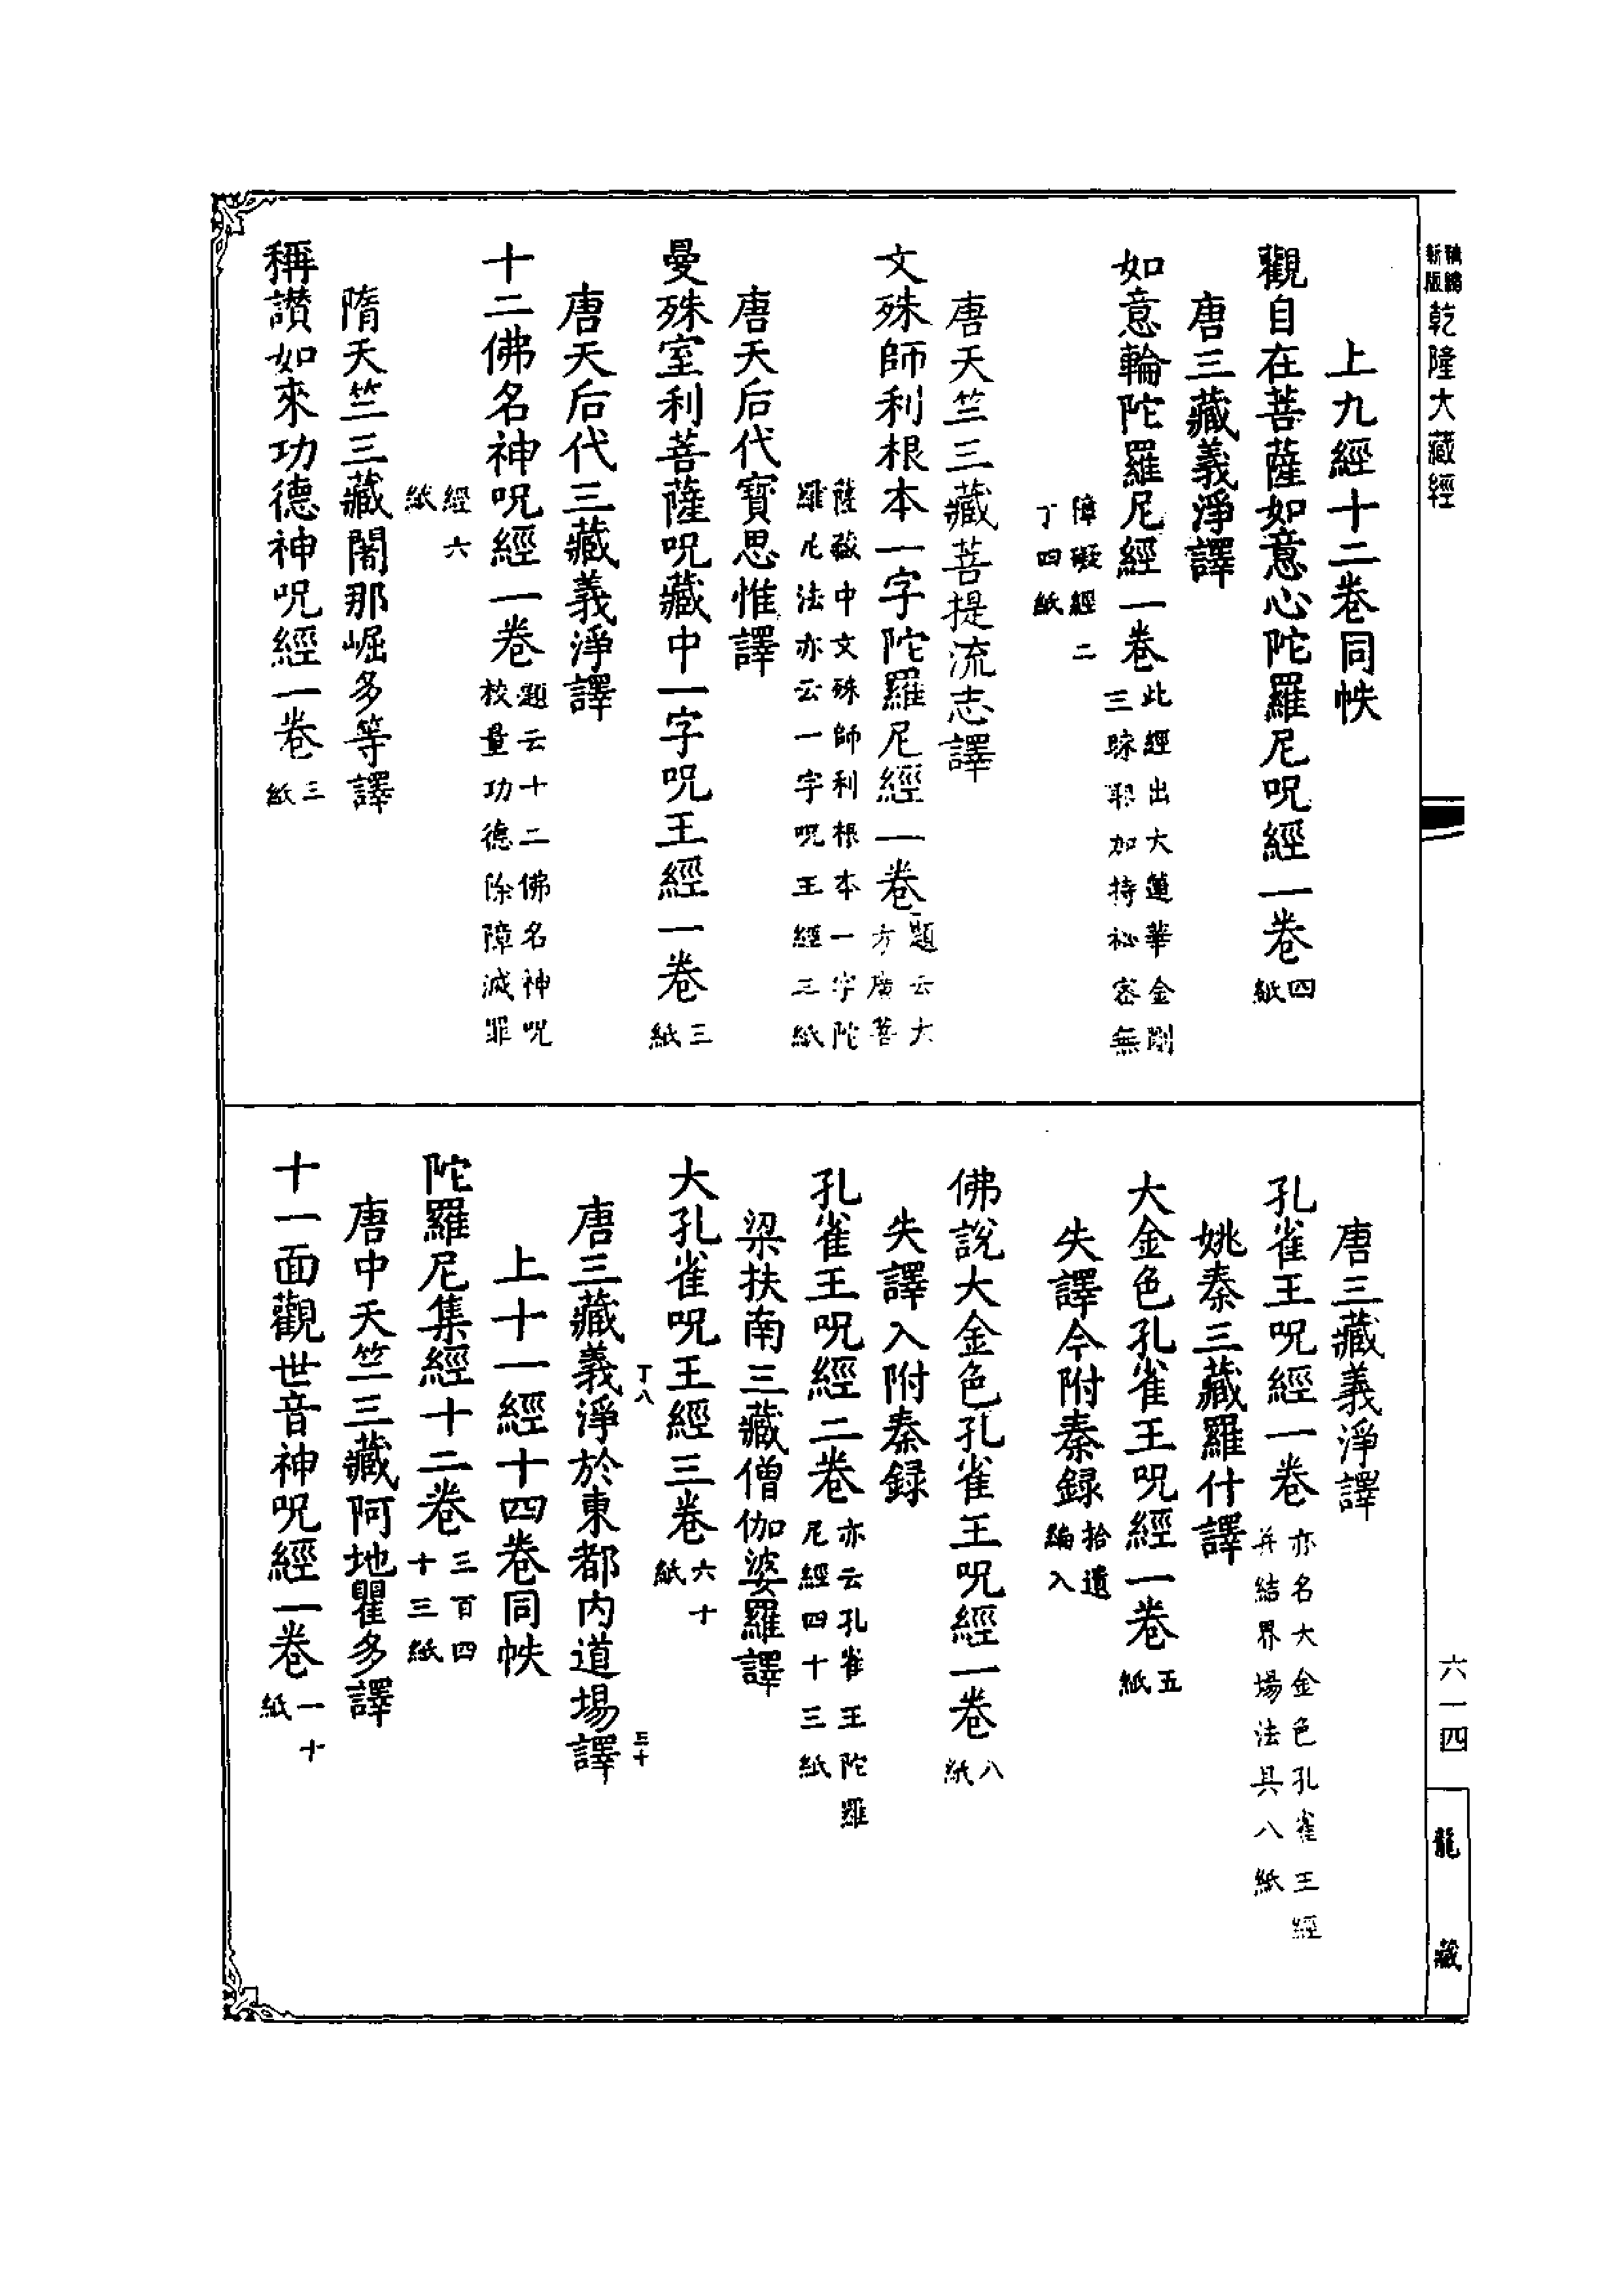 新版
乾隆大藏經
上九經十二卷同帙
觀自在菩薩如意心陀羅尼呪經一卷四
紙
唐三藏義淨譯
如意輪陀羅尼經一卷此經出大蓮華金剛
三昧耶加持祕密無
障礙經二
十四紙
唐天竺三藏菩提流志譯
文殊師利根本一字陀羅尼經一卷題云大
方廣菩
薩藏中文殊師利根本一字陀
羅尼法亦云一字呪王經三紙
唐天后代寶思惟譯
曼殊室利菩薩呪藏中一字呪王經一卷三
紙
唐天后代三藏義淨譯
十二佛名神呪經一卷題云十二佛名神呪
校量功德除障滅罪
經六
紙
隋天竺三藏闍那崛多等譯
稱讚如來功德神呪經一卷三
紙
唐三藏義淨譯
孔雀王呪經一卷亦名大金色孔雀王經
并結界場法具八紙
姚秦三藏羅什譯
大金色孔雀王呪經一卷五
紙
失譯今附秦録拾遺
編入
佛說大金色孔雀王呪經一卷八
紙
失譯入附秦録
孔雀王呪經二卷亦云孔雀王陀羅
尼經四十三紙
梁扶南三藏僧伽婆羅譯
大孔雀呪王經三卷六十
紙
丁八
三十
唐三藏義淨於東都內道場譯
上十一經十四卷同帙
陀羅尼集經十二卷三百四
十三紙
唐中天竺三藏阿地瞿多譯
十一面觀世音神呪經一卷一十
紙
六一四
龍藏